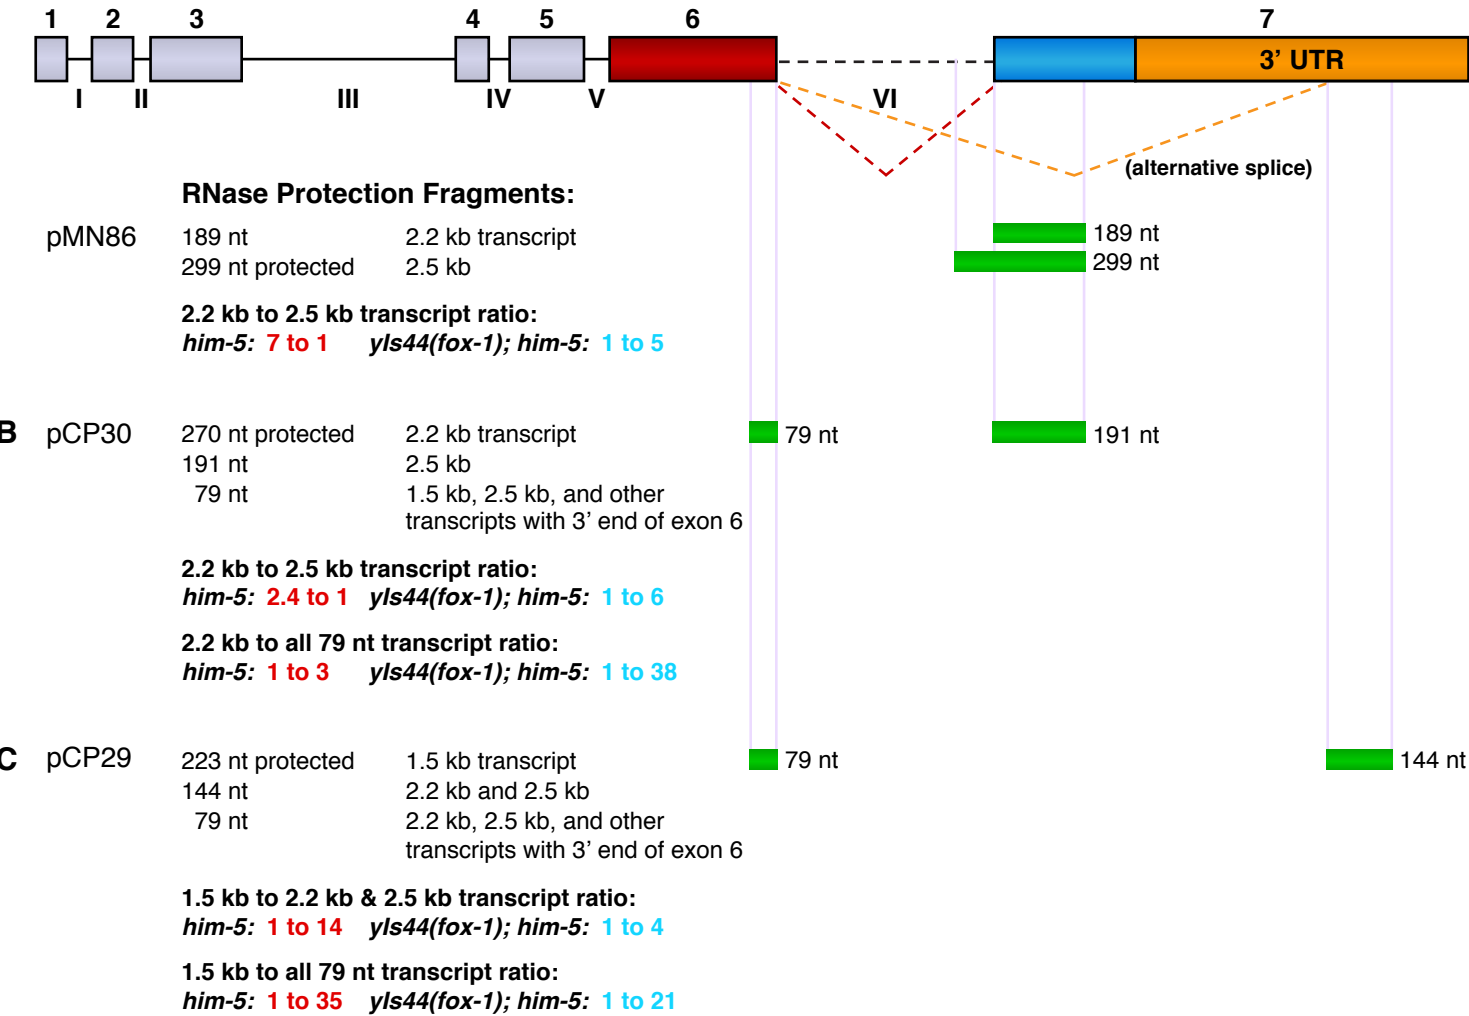 1 2 3 4 5 6 7
3’ UTR
I II III IV V VI
(alternative splice)
RNase Protection Fragments:
pMN86 189 nt 2.2 kb transcript 189 nt
299 nt protected 2.5 kb 299 nt
2.2 kb to 2.5 kb transcript ratio:
him-5: 7 to 1 yIs44(fox-1); him-5: 1 to 5
B pCP30 270 nt protected 2.2 kb transcript 79 nt 191 nt
191 nt 2.5 kb
79 nt 1.5 kb, 2.5 kb, and other
transcripts with 3’ end of exon 6
2.2 kb to 2.5 kb transcript ratio:
him-5: 2.4 to 1 yIs44(fox-1); him-5: 1 to 6
2.2 kb to all 79 nt transcript ratio:
him-5: 1 to 3 yIs44(fox-1); him-5: 1 to 38
C pCP29 223 nt protected 1.5 kb transcript 79 nt 144 nt
144 nt 2.2 kb and 2.5 kb
79 nt 2.2 kb, 2.5 kb, and other
transcripts with 3’ end of exon 6
1.5 kb to 2.2 kb & 2.5 kb transcript ratio:
him-5: 1 to 14 yIs44(fox-1); him-5: 1 to 4
1.5 kb to all 79 nt transcript ratio:
him-5: 1 to 35 yIs44(fox-1); him-5: 1 to 21